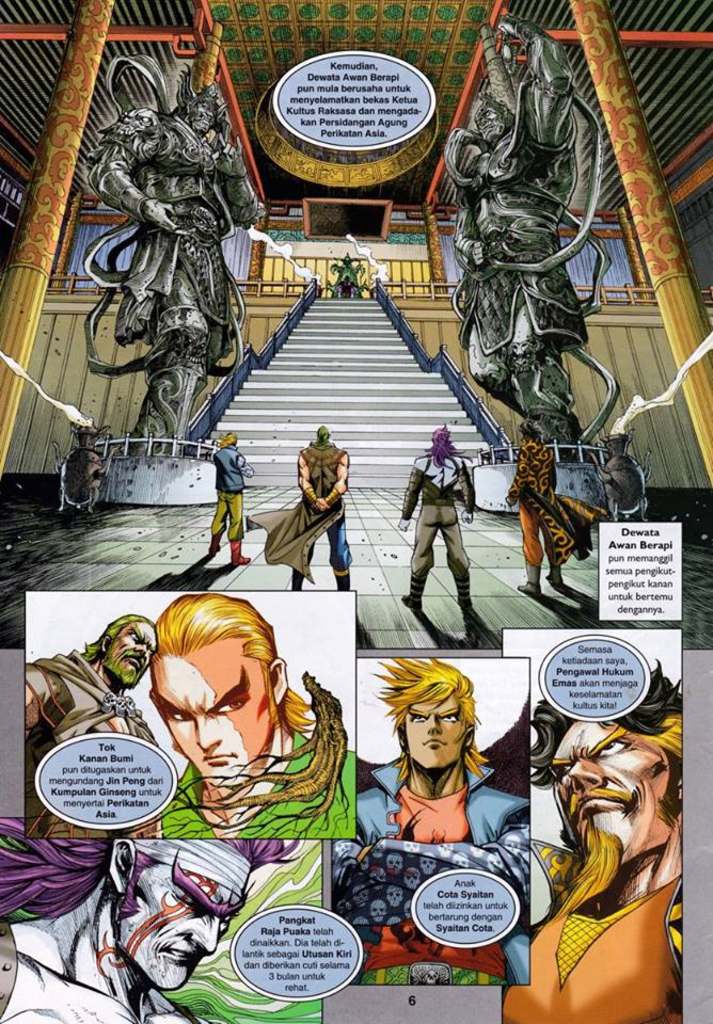 Kemudian,
Dewata Awan Berapi
pun mula berusaha untuk
menyelamatkan bekas Ketua
Kultus Raksasa dan mengada-
kan Persidangan Agung
Perikatan Asia.
Dewata
Awan Berapi
pun memanggil
semua pengikut-
pengikut kanan
untuk bertemu
dengannya.
Tok
Kanan Bumi
pun ditugaskan untuk
mengundang Jin Peng dari
Kumpulan Ginseng untuk
menyertai Perikatan
Asia.
Semasa
ketiadaan saya,
Pengawal Hukum
Emas akan menjaga
keselamatan
kultus kita!
Anak
Cota Syaitan
telah diizinkan untuk
bertarung dengan
Syaitan Cota.
Pangkat
Raja Puaka telah
dinaikkan. Dia telah di-
lantik sebagai Utusan Kiri
dan diberikan cuti selama
3 bulan untuk
rehat.
6